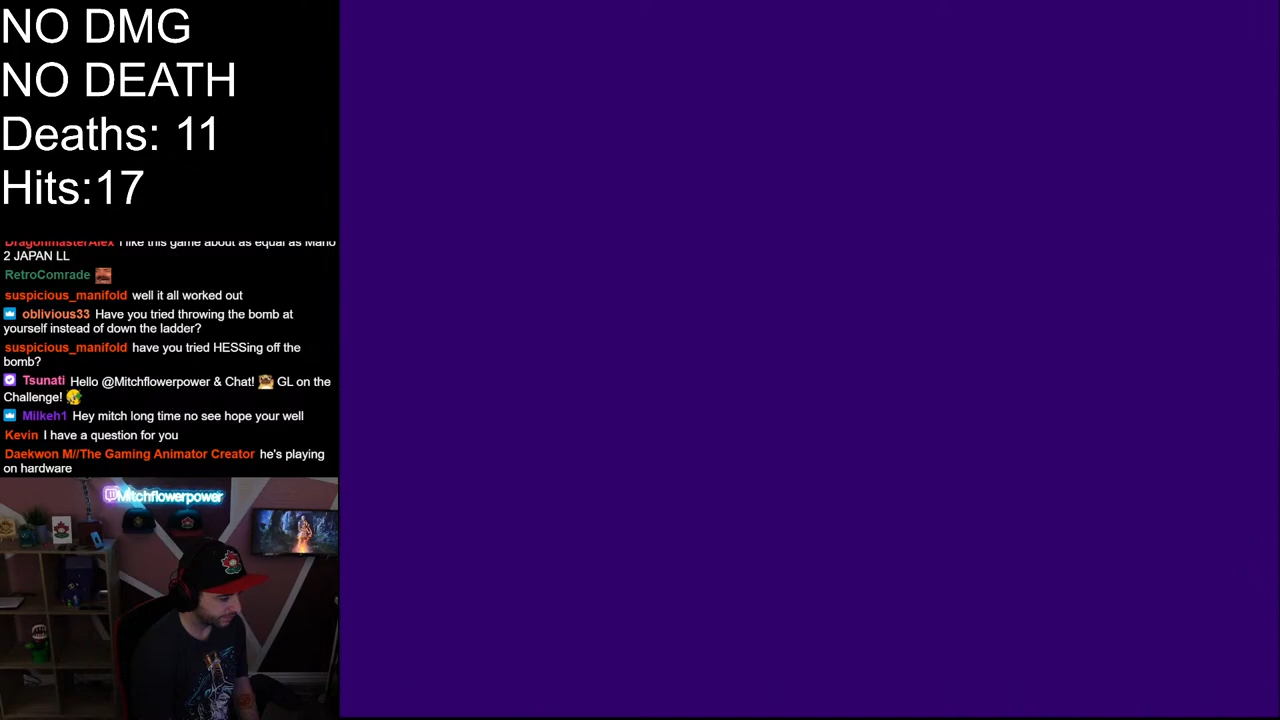 NO DMG
NO DEATH
Deaths: 11
Hits:17
DragonmasterAlex I like this game about as equal as Mario
2 JAPAN LL
RetroComrade
suspicious_manifold well it all worked out
oblivious33 Have you tried throwing the bomb at
yourself instead of down the ladder?
suspicious_manifold have you tried HESSing off the
bomb?
Tsunati Hello @Mitchflowerpower & Chat! GL on the
Challenge!
Milkeh1 Hey mitch long time no see hope your well
Kevin I have a question for you
Daekwon M//The Gaming Animator Creator he's playing
on hardware
Mitchflowerpower